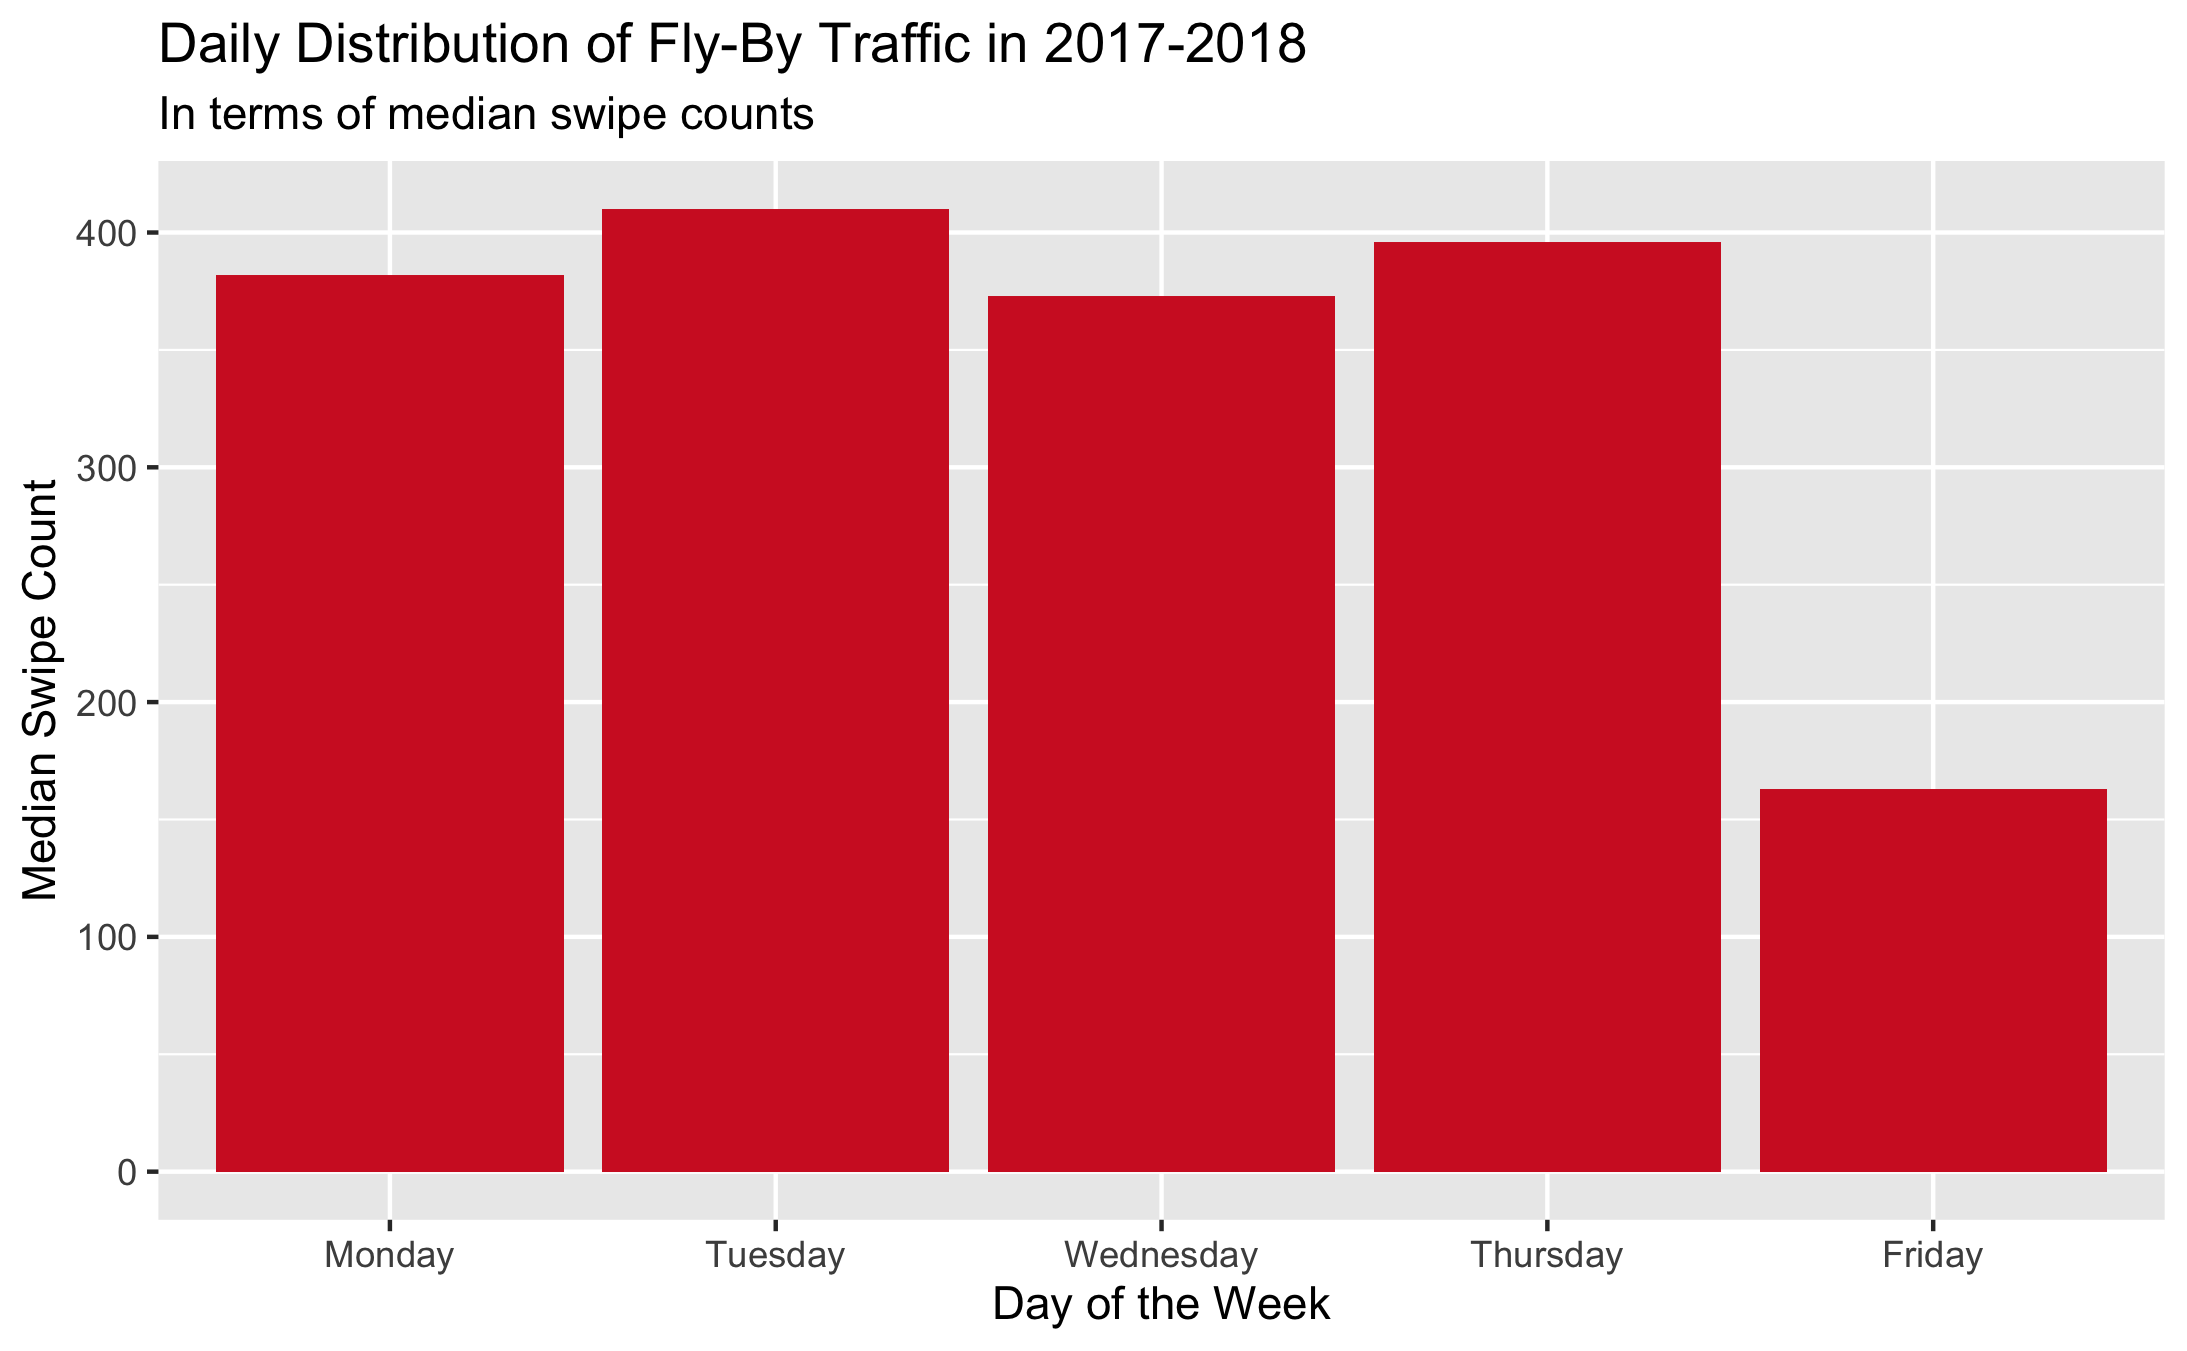 Daily Distribution of Fly-By Traffic in 2017-2018
In terms of median swipe counts
Median Swipe Count
400
300
200
100
0
Monday Tuesday Wednesday Thursday Friday
Day of the Week